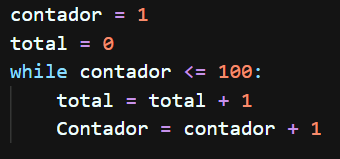 contador = 1
total = 0
while contador <= 100:
    total = total + 1
    Contador = contador + 1